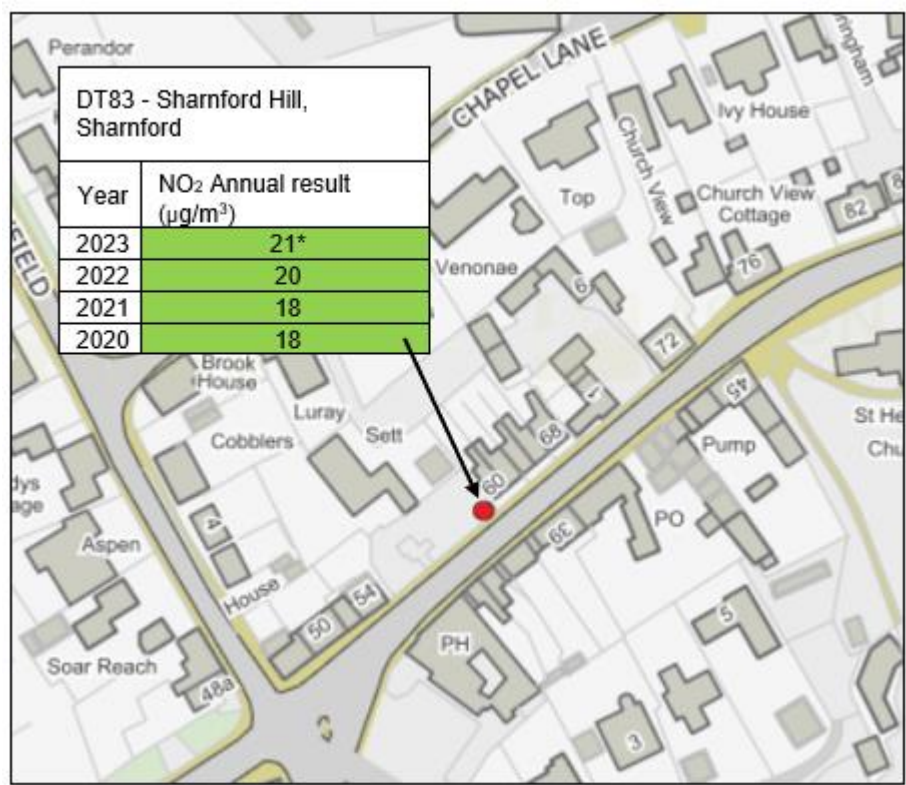 Perandor
CHAPEL LANE
DT83 - Sharnford Hill,
Sharnford
Year
NO₂ Annual result
(µg/m³)
2023
21*
2022
20
2021
18
2020
18
Ivy House
Church View
Top
Church View
Cottage
82
76
Venonae
9
72
FIELD
Brook
House
Luray
Cobblers
Sett
1
68
60
45
Pump
St He
Chu
PO
39
4
Aspen
House
54
50
PH
5
Soar Reach
48a
3